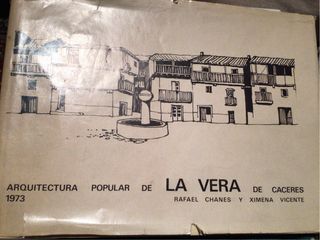 ARQUITECTURA POPULAR DE LA VERA DE CACERES
1973 RAFAEL CHANES Y XIMENA VICENTE